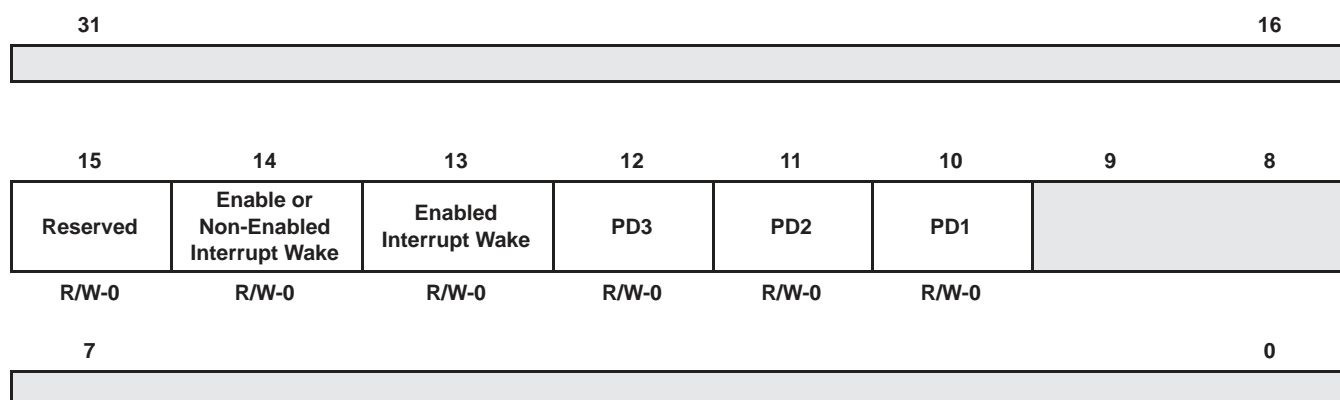 31 16
15 14 13 12 11 10 9 8
Reserved Enable or Non-Enabled Interrupt Wake Enabled Interrupt Wake PD3 PD2 PD1
R/W-0 R/W-0 R/W-0 R/W-0 R/W-0 R/W-0
7 0